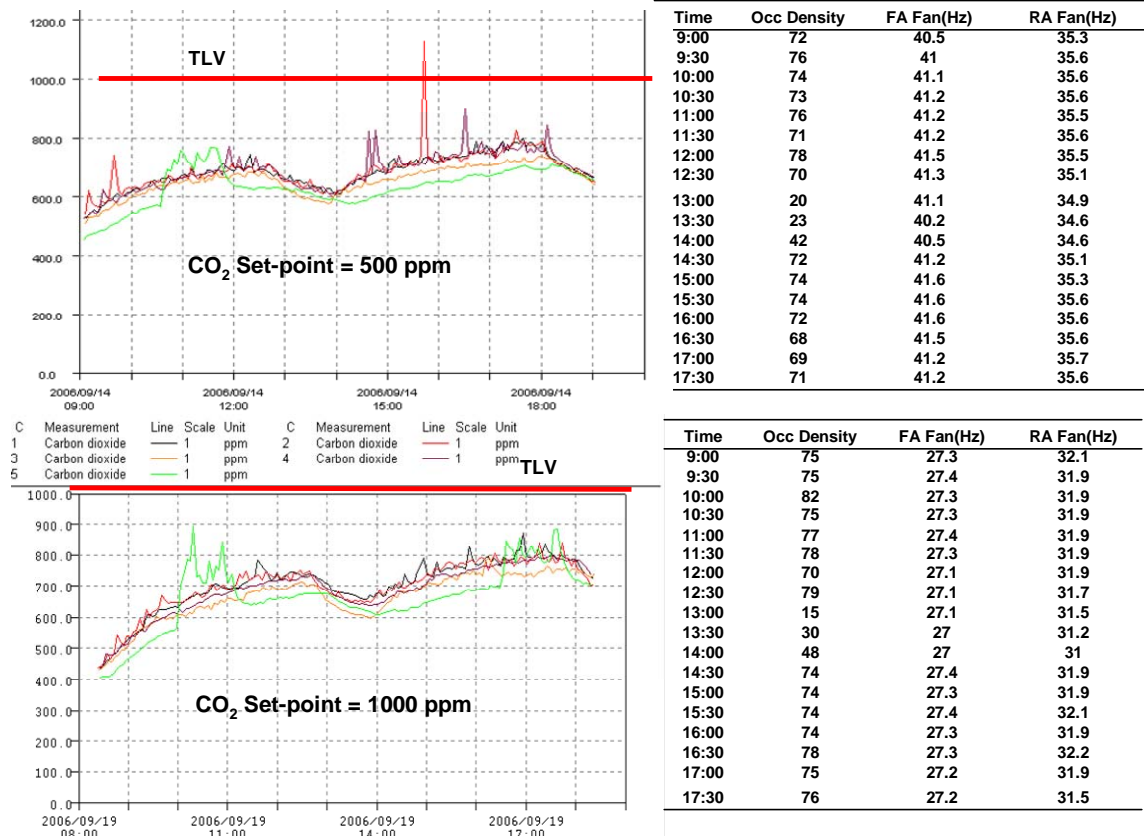 1200.0
TLV
1000.0
800.0
600.0
400.0
CO2 Set-point = 500 ppm
200.0
0.0
2006/09/14 2006/09/14 2006/09/14 2006/09/14
09:00 12:00 15:00 18:00
Time Occ Density FA Fan(Hz) RA Fan(Hz)
9:00 72 40.5 35.3
9:30 76 41 35.6
10:00 74 41.1 35.6
10:30 73 41.2 35.6
11:00 76 41.2 35.5
11:30 71 41.2 35.6
12:00 78 41.5 35.5
12:30 70 41.3 35.1
13:00 20 41.1 34.9
13:30 23 40.2 34.6
14:00 42 40.5 34.6
14:30 72 41.2 35.1
15:00 74 41.6 35.3
15:30 74 41.6 35.6
16:00 72 41.6 35.6
16:30 68 41.5 35.6
17:00 69 41.2 35.7
17:30 71 41.2 35.6
C Measurement Line Scale Unit C Measurement Line Scale Unit
1 Carbon dioxide 1 ppm 2 Carbon dioxide 1 ppm
3 Carbon dioxide 1 ppm 4 Carbon dioxide 1 ppm
5 Carbon dioxide 1 ppm
TLV
1000.0
900.0
800.0
700.0
600.0
500.0
400.0
CO2 Set-point = 1000 ppm
300.0
200.0
100.0
0.0
2006/09/19 2006/09/19 2006/09/19 2006/09/19
08:00 11:00 14:00 17:00
Time Occ Density FA Fan(Hz) RA Fan(Hz)
9:00 75 27.3 32.1
9:30 75 27.4 31.9
10:00 82 27.3 31.9
10:30 75 27.3 31.9
11:00 77 27.4 31.9
11:30 78 27.3 31.9
12:00 70 27.1 31.9
12:30 79 27.1 31.7
13:00 15 27.1 31.5
13:30 30 27 31.2
14:00 48 27 31
14:30 74 27.4 31.9
15:00 74 27.3 31.9
15:30 74 27.4 32.1
16:00 74 27.3 31.9
16:30 78 27.3 32.2
17:00 75 27.2 31.9
17:30 76 27.2 31.5